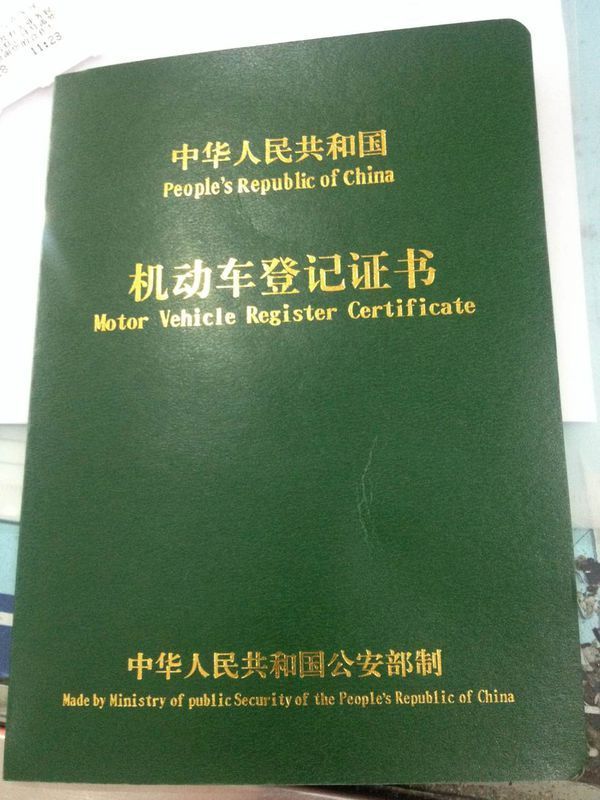 11:23
中华人民共和国
People's Republic of China
机动车登记证书
Motor Vehicle Register Certificate
中华人民共和国公安部制
Made by Ministry of public Security of the People's Republic of China